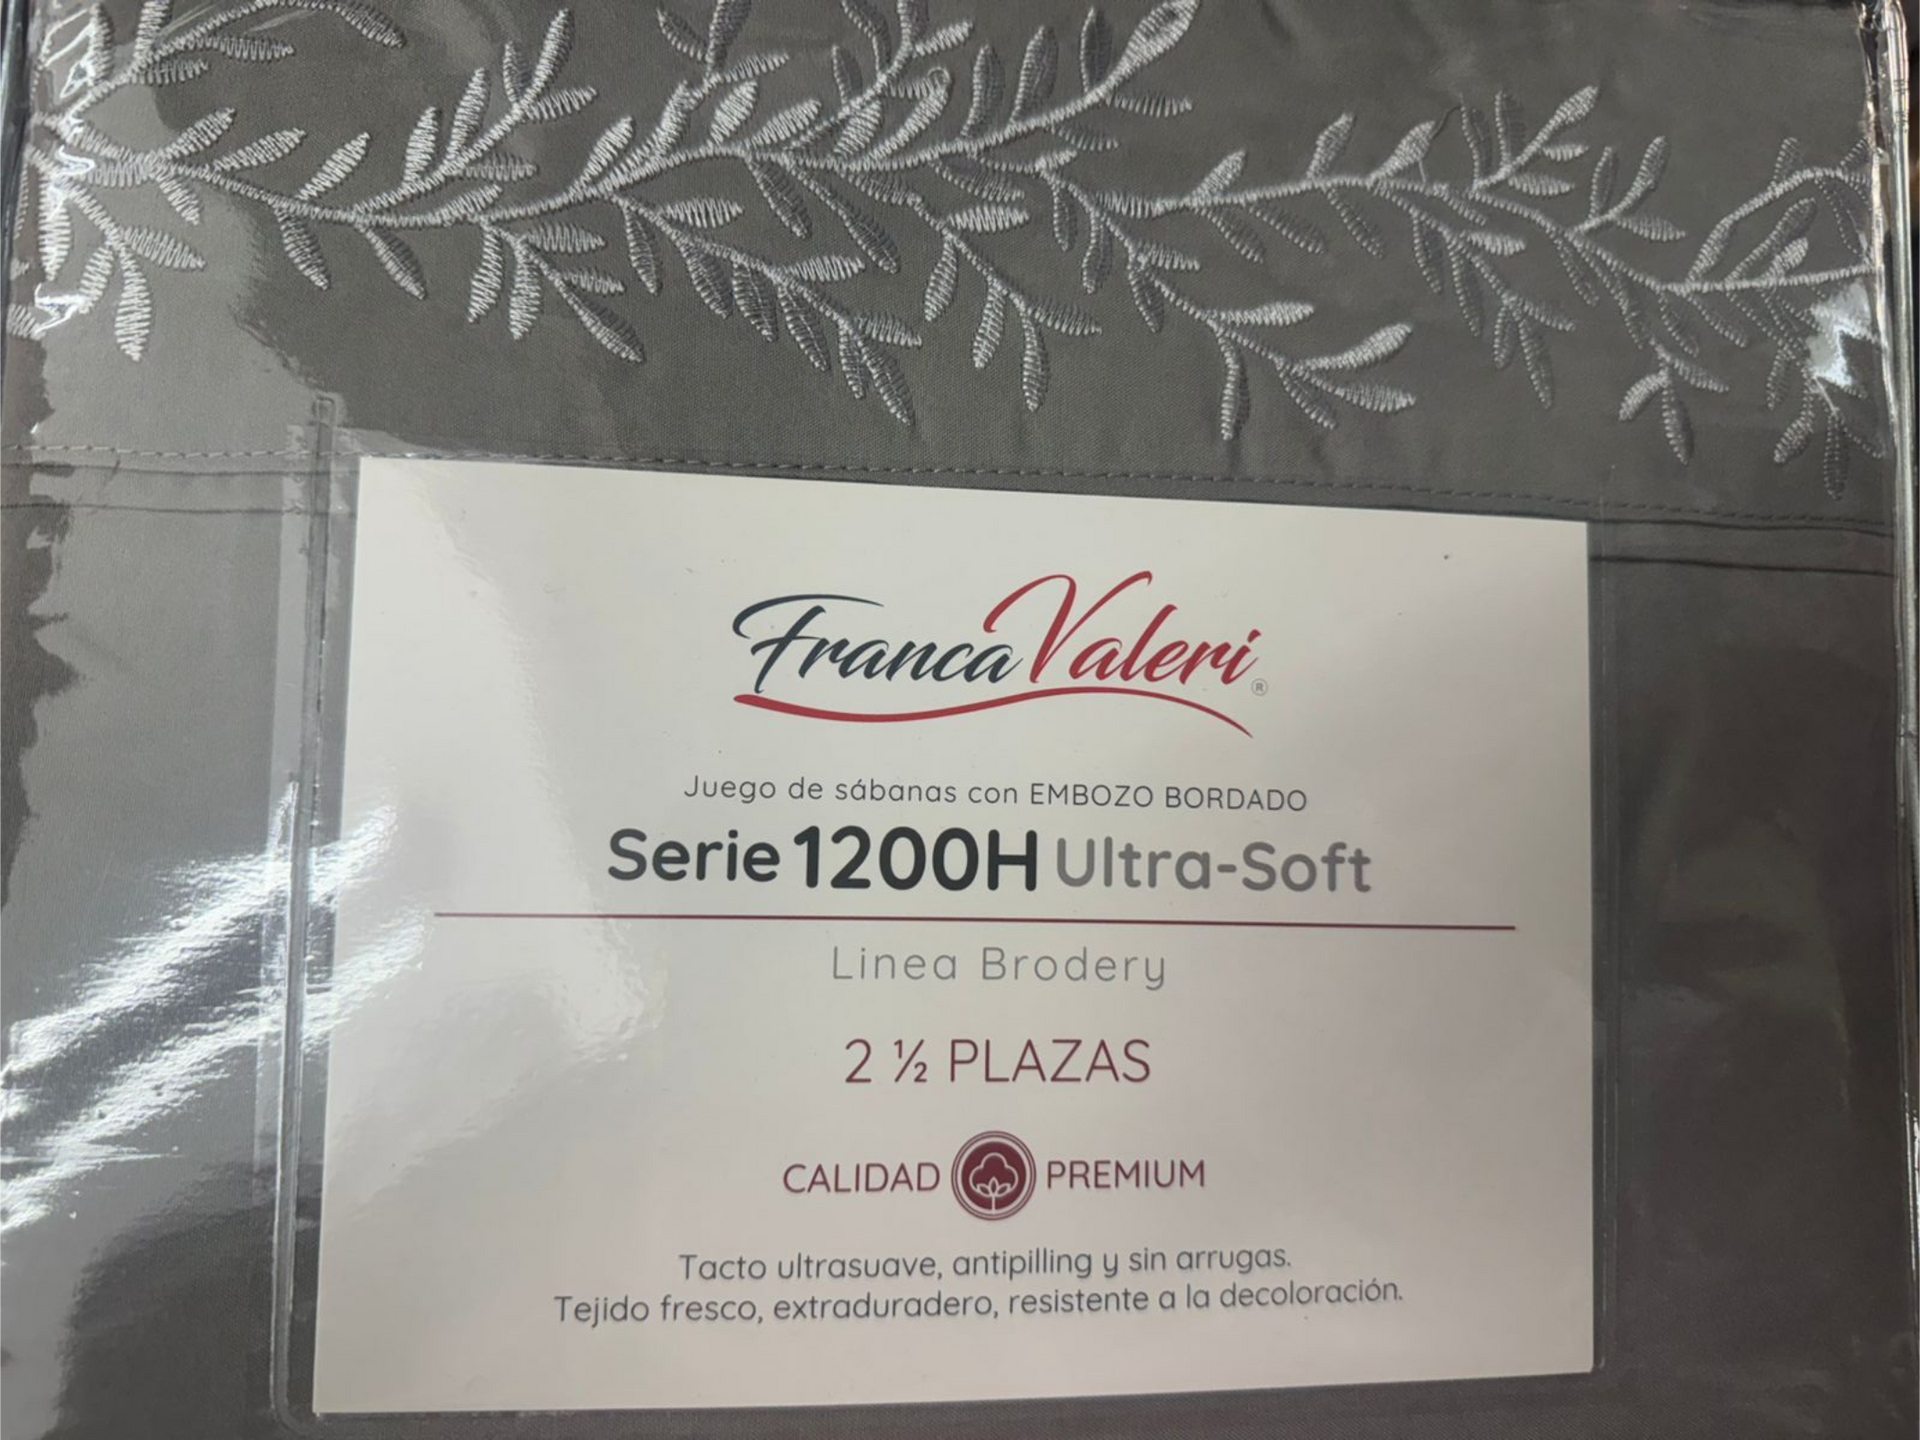 Franca Valeri ®
Juego de sábanas con EMBOZO BORDADO
Serie 1200H Ultra-Soft
Linea Brodery
2 ½ PLAZAS
CALIDAD PREMIUM
Tacto ultrasuave, antipilling y sin arrugas.
Tejido fresco, extraduradero, resistente a la decoloración.